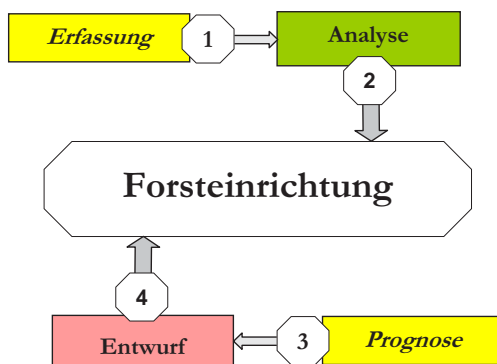 Erfassung
1
Analyse
2
Forsteinrichtung
4
Entwurf
3
Prognose